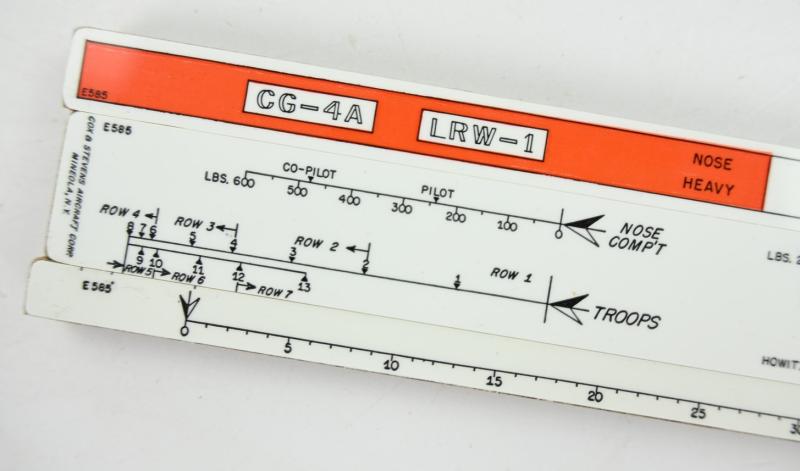 E585
CG-4A
LRW-1
NOSE
HEAVY
E585
COX & STEVENS AIRCRAFT CORP.
MINEOLA, N.Y.
CO-PILOT
PILOT
LBS. 600 500 400 300 200 100 0
NOSE
COMP'T
LBS. 2
ROW 4 ROW 3 ROW 2 ROW 1
8 7 6 5 4 3 2 1
TROOPS
9 10 11 12 13
ROW 5 ROW 6 ROW 7
HOWIT
E585
0 5 10 15 20 25 30